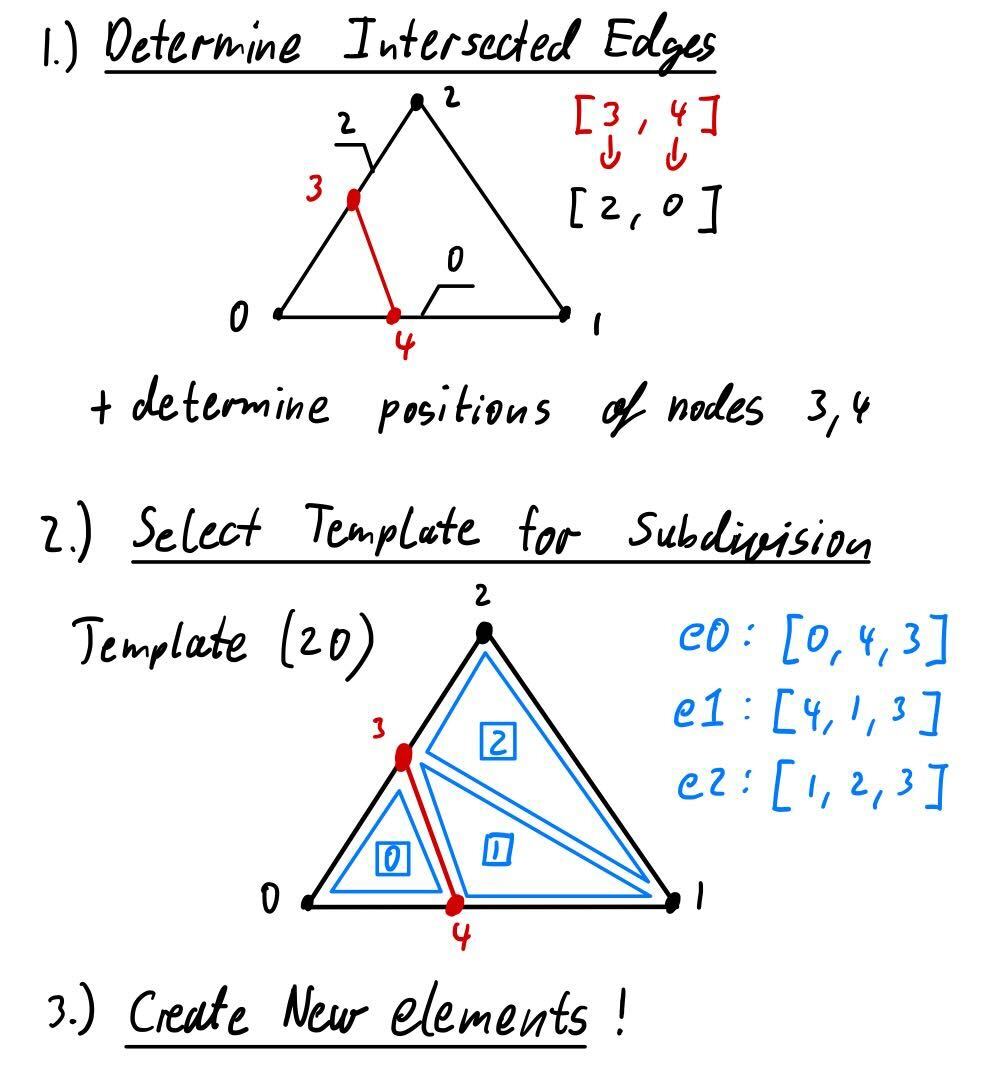 1.) Determine Intersected Edges
2
2
[3, 4]
3
[2, 0]
0
0
1
4
+ determine positions of nodes 3,4
2.) Select Template for Subdivision
2
Template (20)
e0: [0, 4, 3]
e1: [4, 1, 3]
3
2
e2: [1, 2, 3]
1
0
0
1
4
3.) Create New elements!